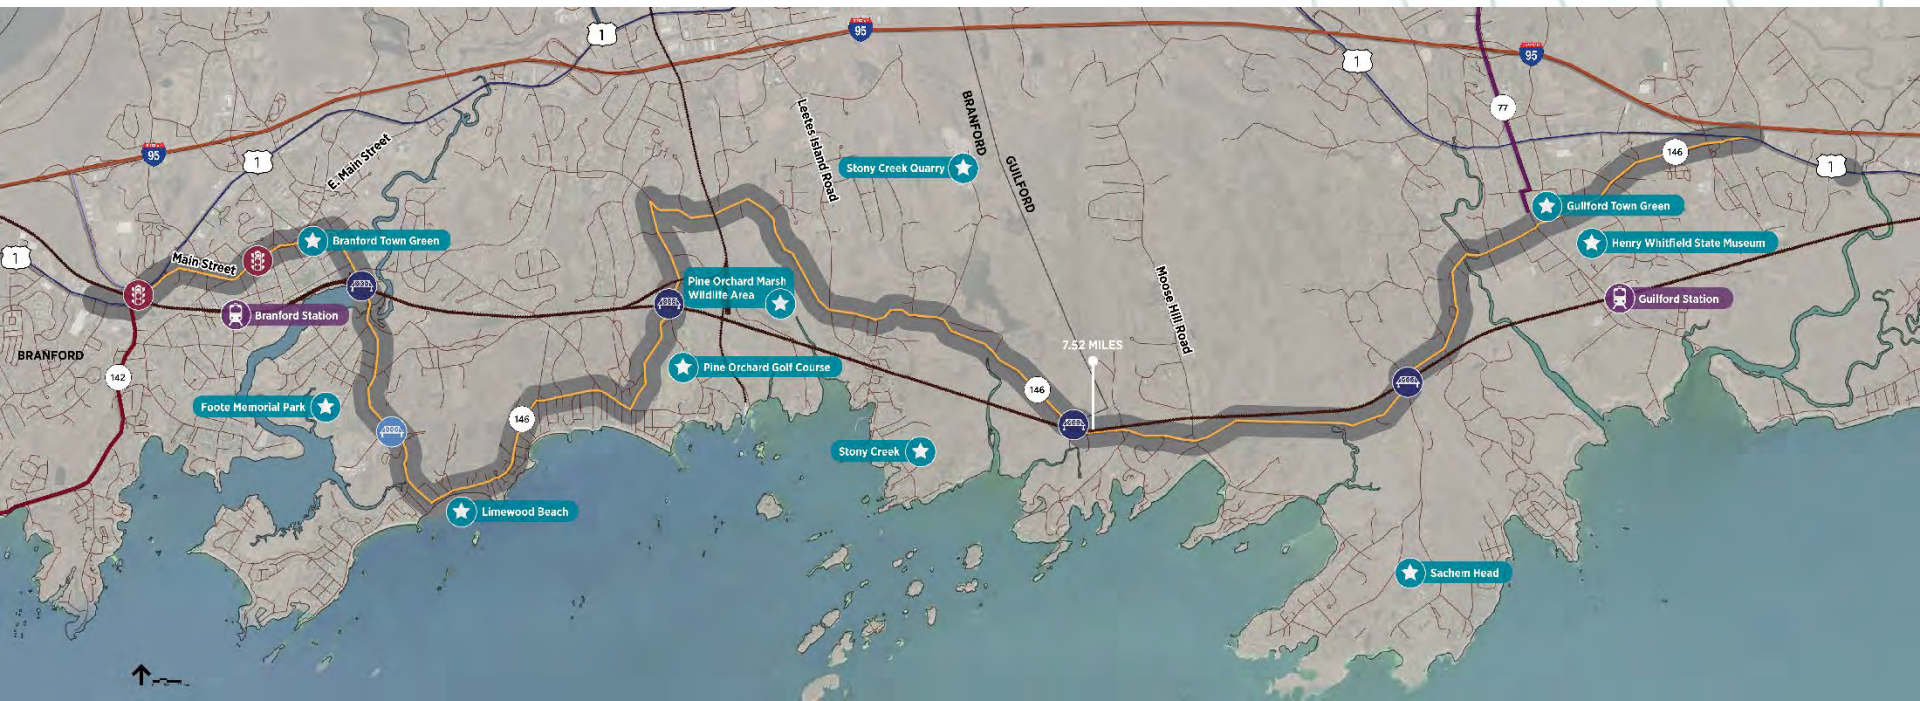 1
95
1
BRANFORD
GUILFORD
Leetes Island Road
77
95
E. Main Street
95
1
146
1
Stony Creek Quarry
Guilford Town Green
Branford Town Green
Henry Whitfield State Museum
1
Main Street
Pine Orchard Marsh
Wildlife Area
Moose Hill Road
Guilford Station
Branford Station
7.52 MILES
BRANFORD
142
Pine Orchard Golf Course
146
Foote Memorial Park
146
Stony Creek
Limewood Beach
Sachem Head